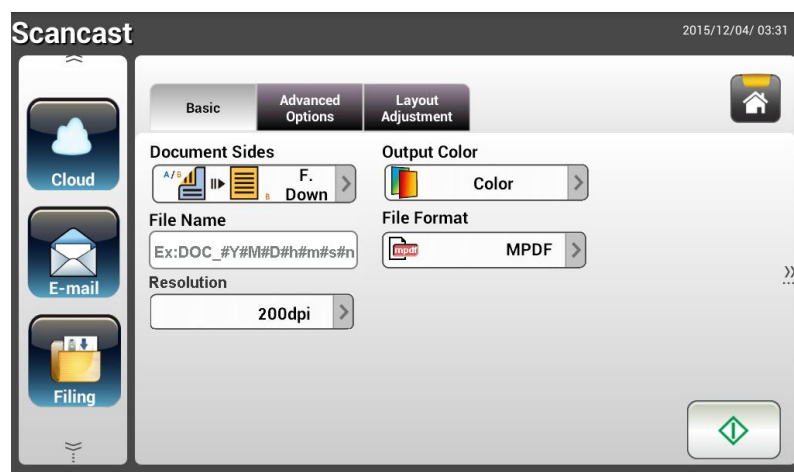 Scancast
2015/12/04/ 03:31
Cloud
E-mail
Filing
Basic
Advanced
Options
Layout
Adjustment
Document Sides
A/B
B
F.
Down
Output Color
Color
File Name
Ex:DOC_#Y#M#D#h#m#s#n
File Format
mpdf
MPDF
Resolution
200dpi